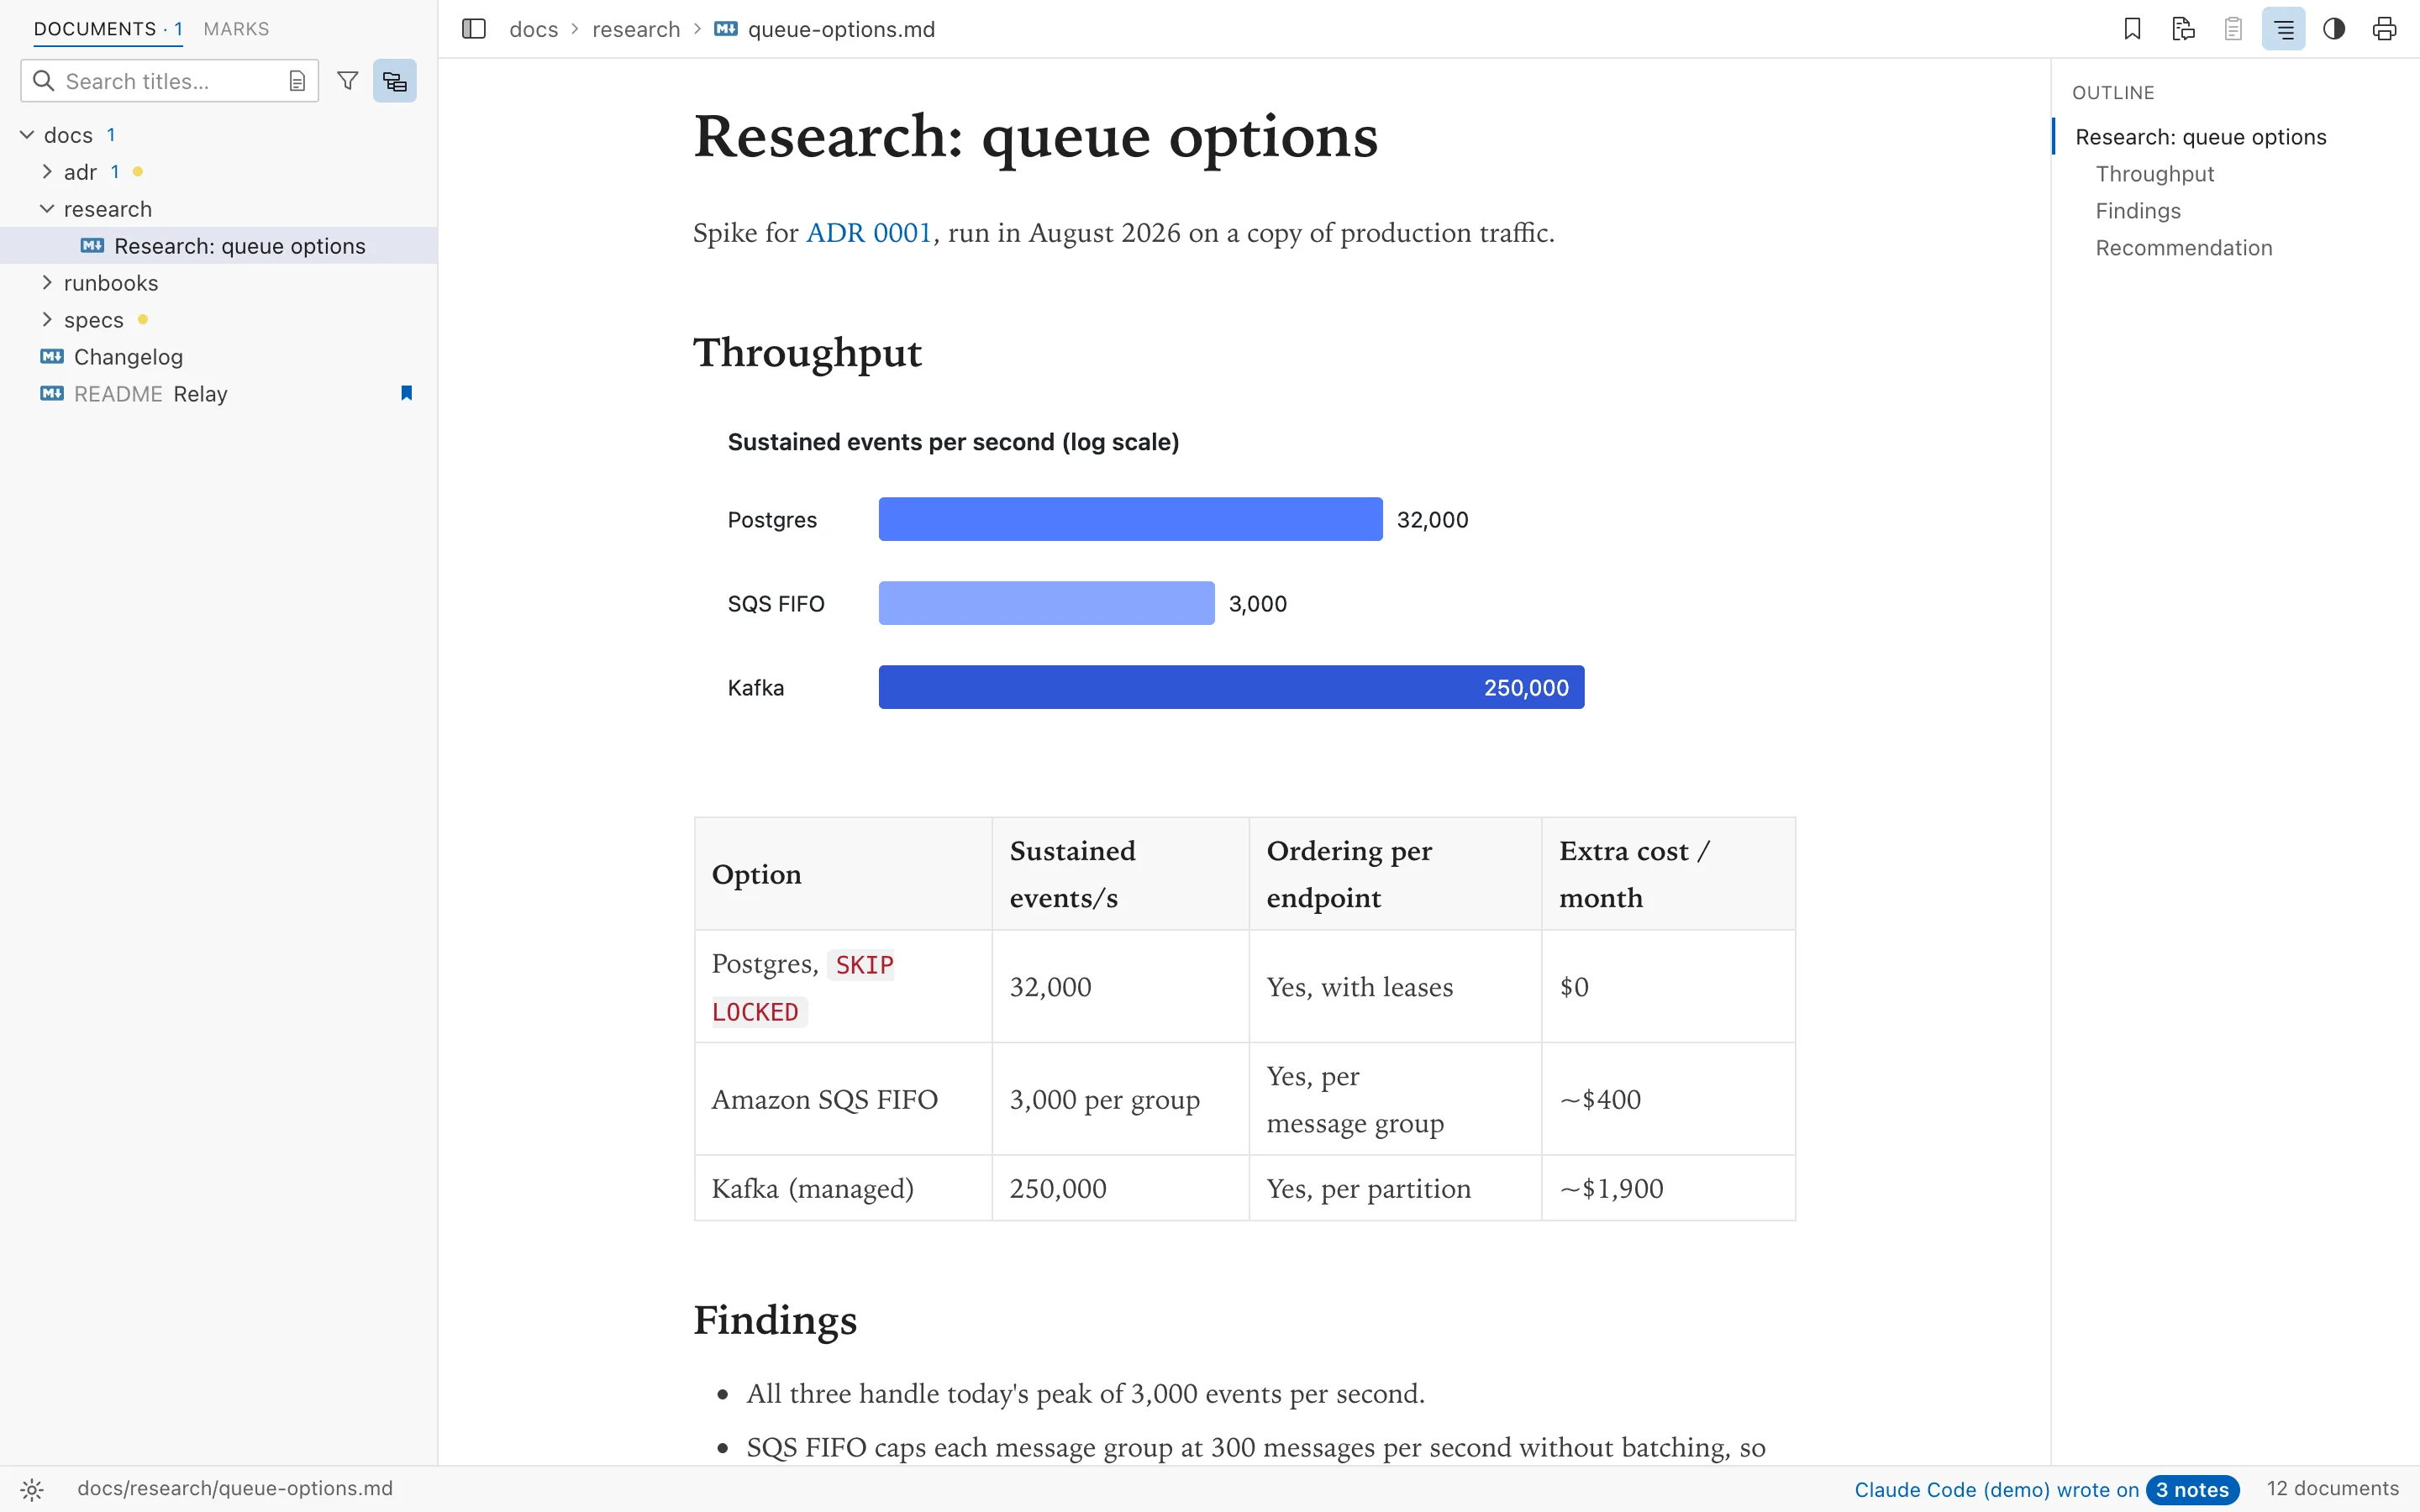 DOCUMENTS · 1 MARKS
Search titles...
docs 1
adr 1
research
Research: queue options
runbooks
specs
Changelog
README Relay
docs > research > queue-options.md
Research: queue options
Spike for ADR 0001, run in August 2026 on a copy of production traffic.
Throughput
Sustained events per second (log scale)
Postgres 32,000
SQS FIFO 3,000
Kafka 250,000
Option | Sustained events/s | Ordering per endpoint | Extra cost / month
Postgres, SKIP LOCKED | 32,000 | Yes, with leases | $0
Amazon SQS FIFO | 3,000 per group | Yes, per message group | ~$400
Kafka (managed) | 250,000 | Yes, per partition | ~$1,900
Findings
• All three handle today's peak of 3,000 events per second.
• SQS FIFO caps each message group at 300 messages per second without batching, so
OUTLINE
Research: queue options
Throughput
Findings
Recommendation
docs/research/queue-options.md
Claude Code (demo) wrote on 3 notes
12 documents